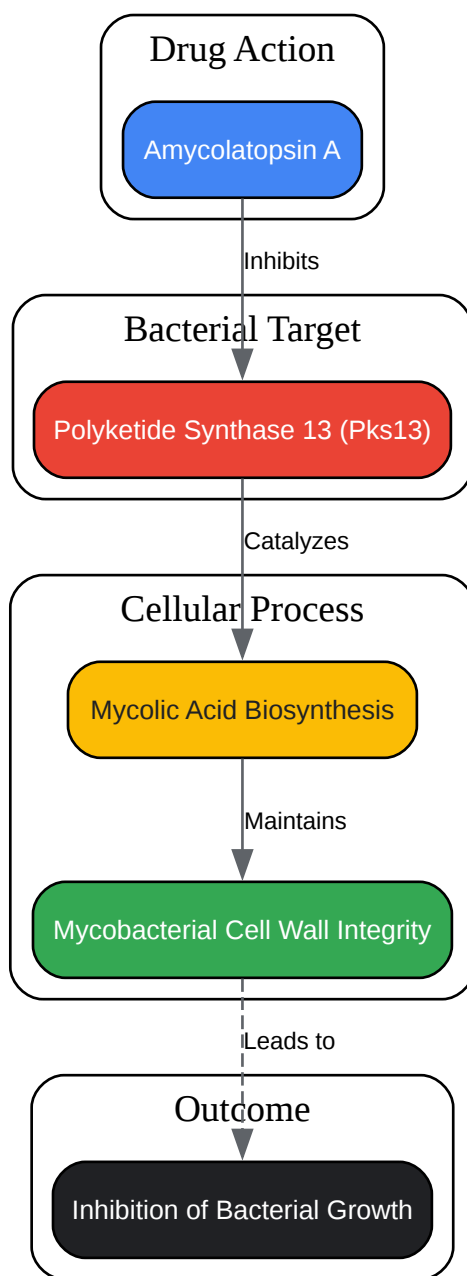 Drug Action
Amycolatopsin A
Inhibits
Bacterial Target
Polyketide Synthase 13 (Pks13)
Catalyzes
Cellular Process
Mycolic Acid Biosynthesis
Maintains
Mycobacterial Cell Wall Integrity
Leads to
Outcome
Inhibition of Bacterial Growth